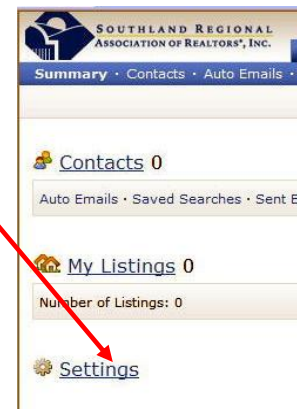 SOUTHLAND REGIONAL
ASSOCIATION OF REALTORS®, INC.
Summary · Contacts · Auto Emails ·
Contacts 0
Auto Emails · Saved Searches · Sent E
My Listings 0
Number of Listings: 0
Settings